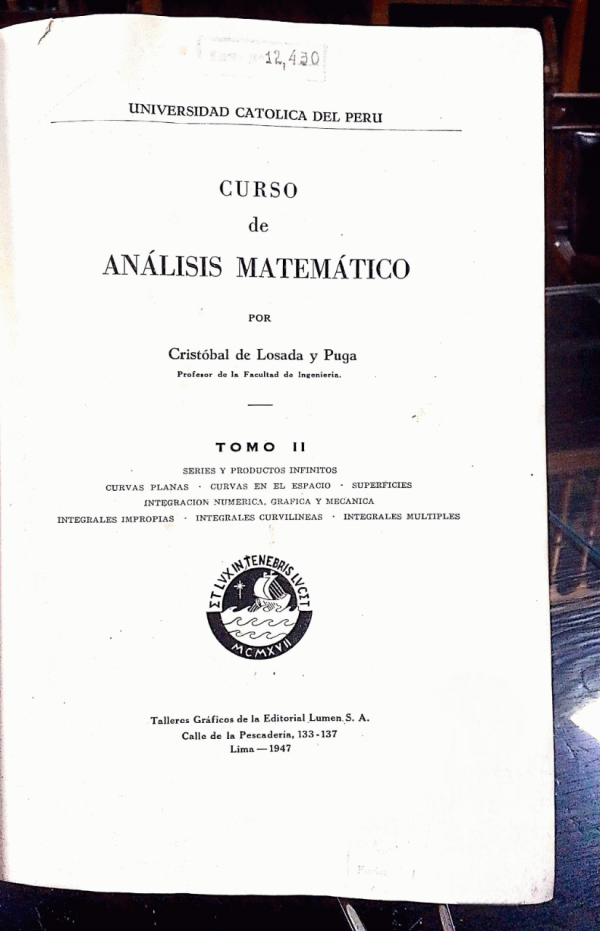 12,430
UNIVERSIDAD CATOLICA DEL PERU
CURSO
de
ANÁLISIS MATEMÁTICO
POR
Cristóbal de Losada y Puga
Profesor de la Facultad de Ingeniería.
TOMO II
SERIES Y PRODUCTOS INFINITOS
CURVAS PLANAS · CURVAS EN EL ESPACIO · SUPERFICIES
INTEGRACION NUMERICA, GRAFICA Y MECANICA
INTEGRALES IMPROPIAS · INTEGRALES CURVILINEAS · INTEGRALES MULTIPLES
ET LVX IN TENEBRIS LVCET
MCMXVII
Talleres Gráficos de la Editorial Lumen S. A.
Calle de la Pescadería, 133-137
Lima — 1947